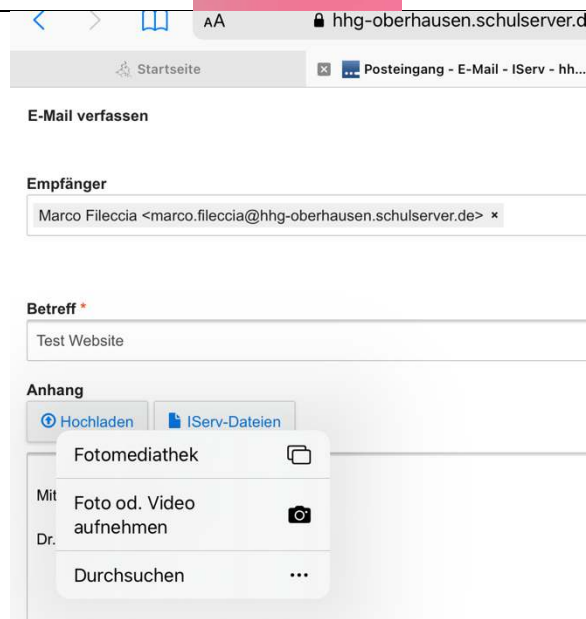 AA hhg-oberhausen.schulserver.d
Startseite Posteingang - E-Mail - IServ - hh...
E-Mail verfassen
Empfänger
Marco Fileccia <marco.fileccia@hhg-oberhausen.schulserver.de> ×
Betreff *
Test Website
Anhang
Hochladen IServ-Dateien
Fotomediathek
Mit
Foto od. Video
aufnehmen
Dr.
Durchsuchen